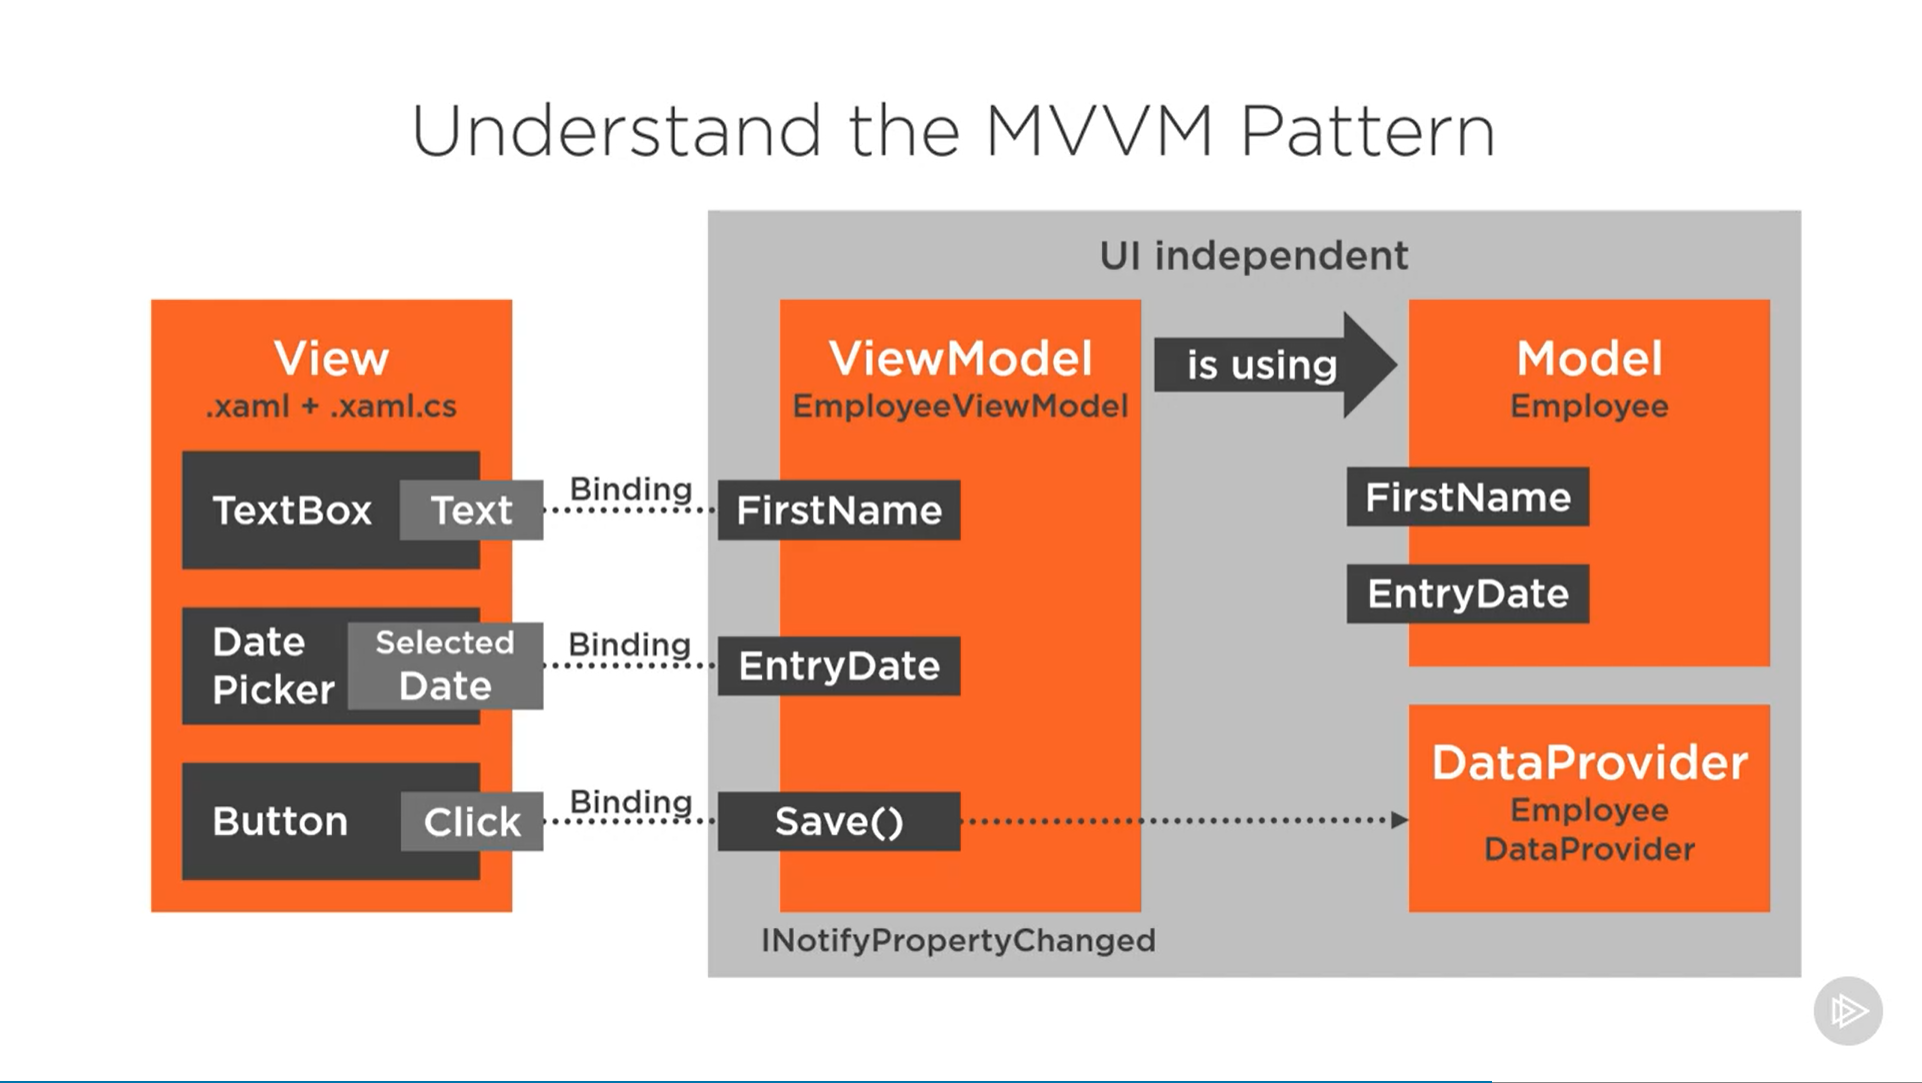 Understand the MVVM Pattern
UI independent
View
.xaml + .xaml.cs
TextBox
Text
Date
Picker
Selected
Date
Button
Click
Binding
Binding
Binding
ViewModel
EmployeeViewModel
FirstName
EntryDate
Save()
INotifyPropertyChanged
is using
Model
Employee
FirstName
EntryDate
DataProvider
Employee
DataProvider